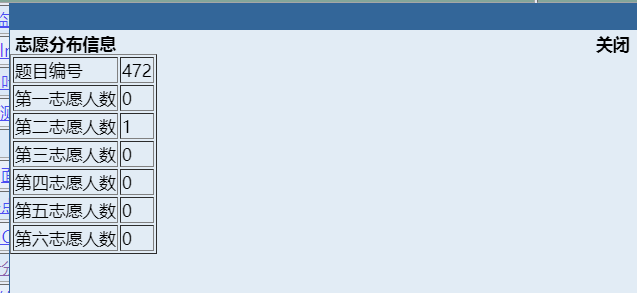 志愿分布信息 关闭
题目编号 472
第一志愿人数 0
第二志愿人数 1
第三志愿人数 0
第四志愿人数 0
第五志愿人数 0
第六志愿人数 0